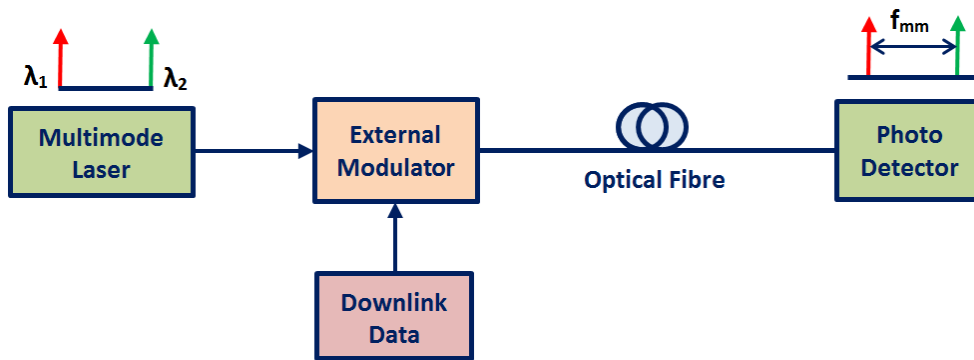 λ1
λ2
Multimode
Laser
External
Modulator
Downlink
Data
Optical Fibre
fmm
Photo
Detector